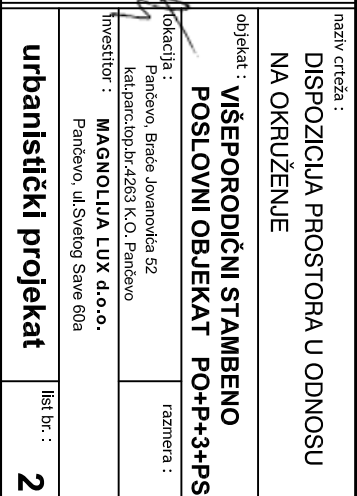 naziv crteža :
DISPOZICIJA PROSTORA U ODNOSU
NA OKRUŽENJE
objekat : VIŠEPORODIČNI STAMBENO
POSLOVNI OBJEKAT PO+P+3+PS
lokacija :
Pančevo, Braće Jovanovića 52
kat.parc.top.br.4263 K.O. Pančevo
razmera :
investitor : MAGNOLIJA LUX d.o.o.
Pančevo, ul.Svetog Save 60a
urbanistički projekat
list br. :
2